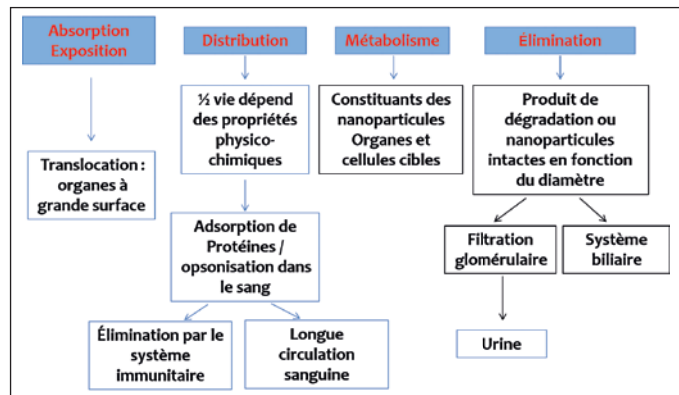 Absorption
Exposition
Distribution
Métabolisme
Élimination
Translocation :
organes à
grande surface
½ vie dépend
des propriétés
physico-
chimiques
Constituants des
nanoparticules
Organes et
cellules cibles
Produit de
dégradation ou
nanoparticules
intactes en fonction
du diamètre
Adsorption de
Protéines /
opsonisation dans
le sang
Filtration
glomérulaire
Système
biliaire
Élimination par le
système
immunitaire
Longue
circulation
sanguine
Urine